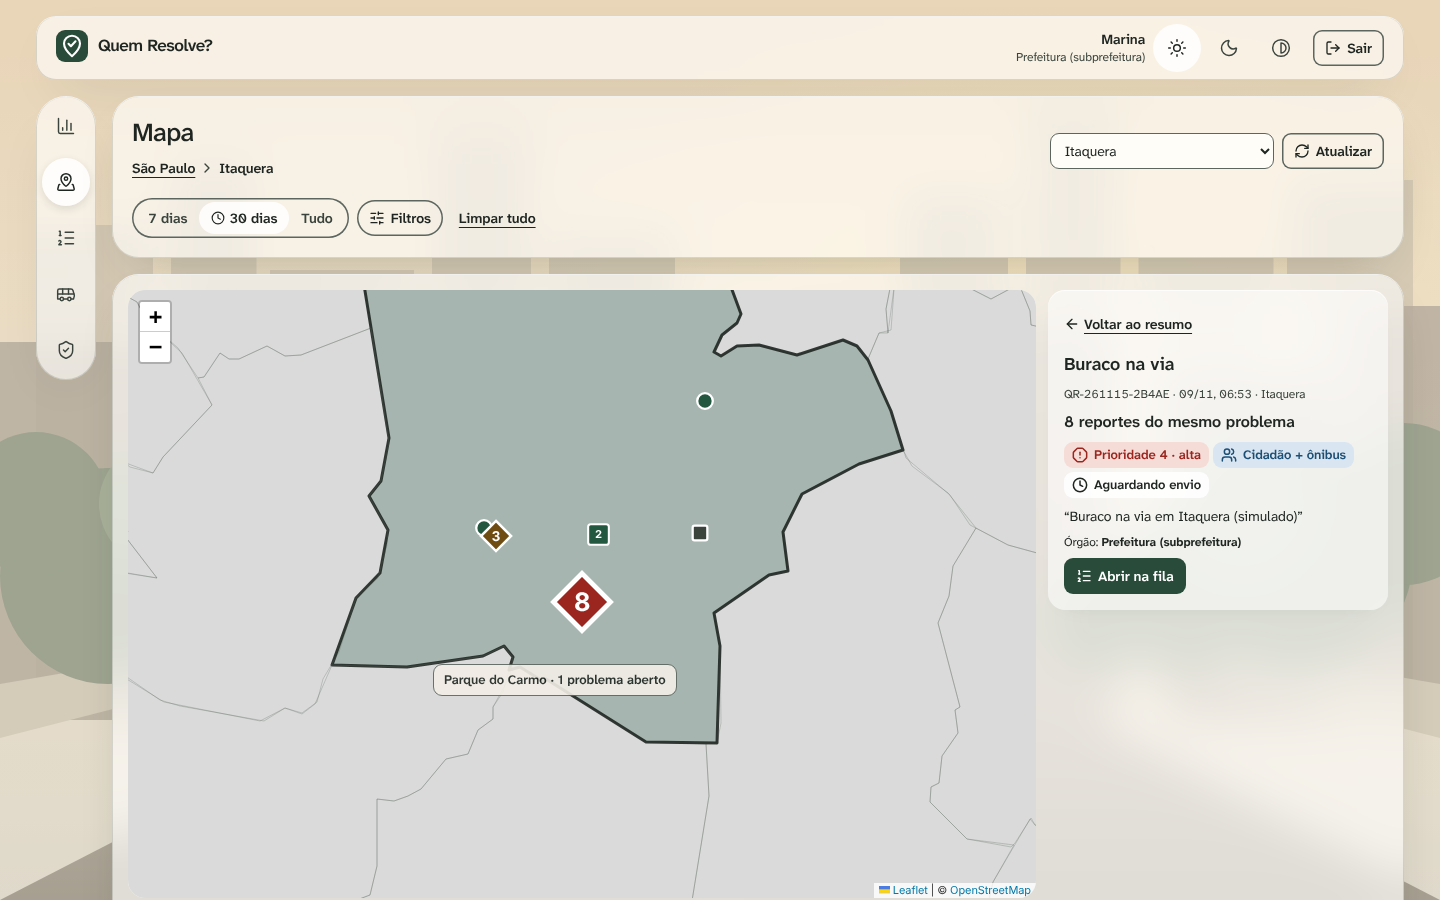 Quem Resolve?
Marina
Prefeitura (subprefeitura)
Sair
Mapa
São Paulo > Itaquera
Itaquera
Atualizar
7 dias
30 dias
Tudo
Filtros
Limpar tudo
+
−
3
2
8
Parque do Carmo · 1 problema aberto
Leaflet | © OpenStreetMap
Voltar ao resumo
Buraco na via
QR-261115-2B4AE · 09/11, 06:53 · Itaquera
8 reportes do mesmo problema
Prioridade 4 · alta
Cidadão + ônibus
Aguardando envio
“Buraco na via em Itaquera (simulado)”
Órgão: Prefeitura (subprefeitura)
Abrir na fila